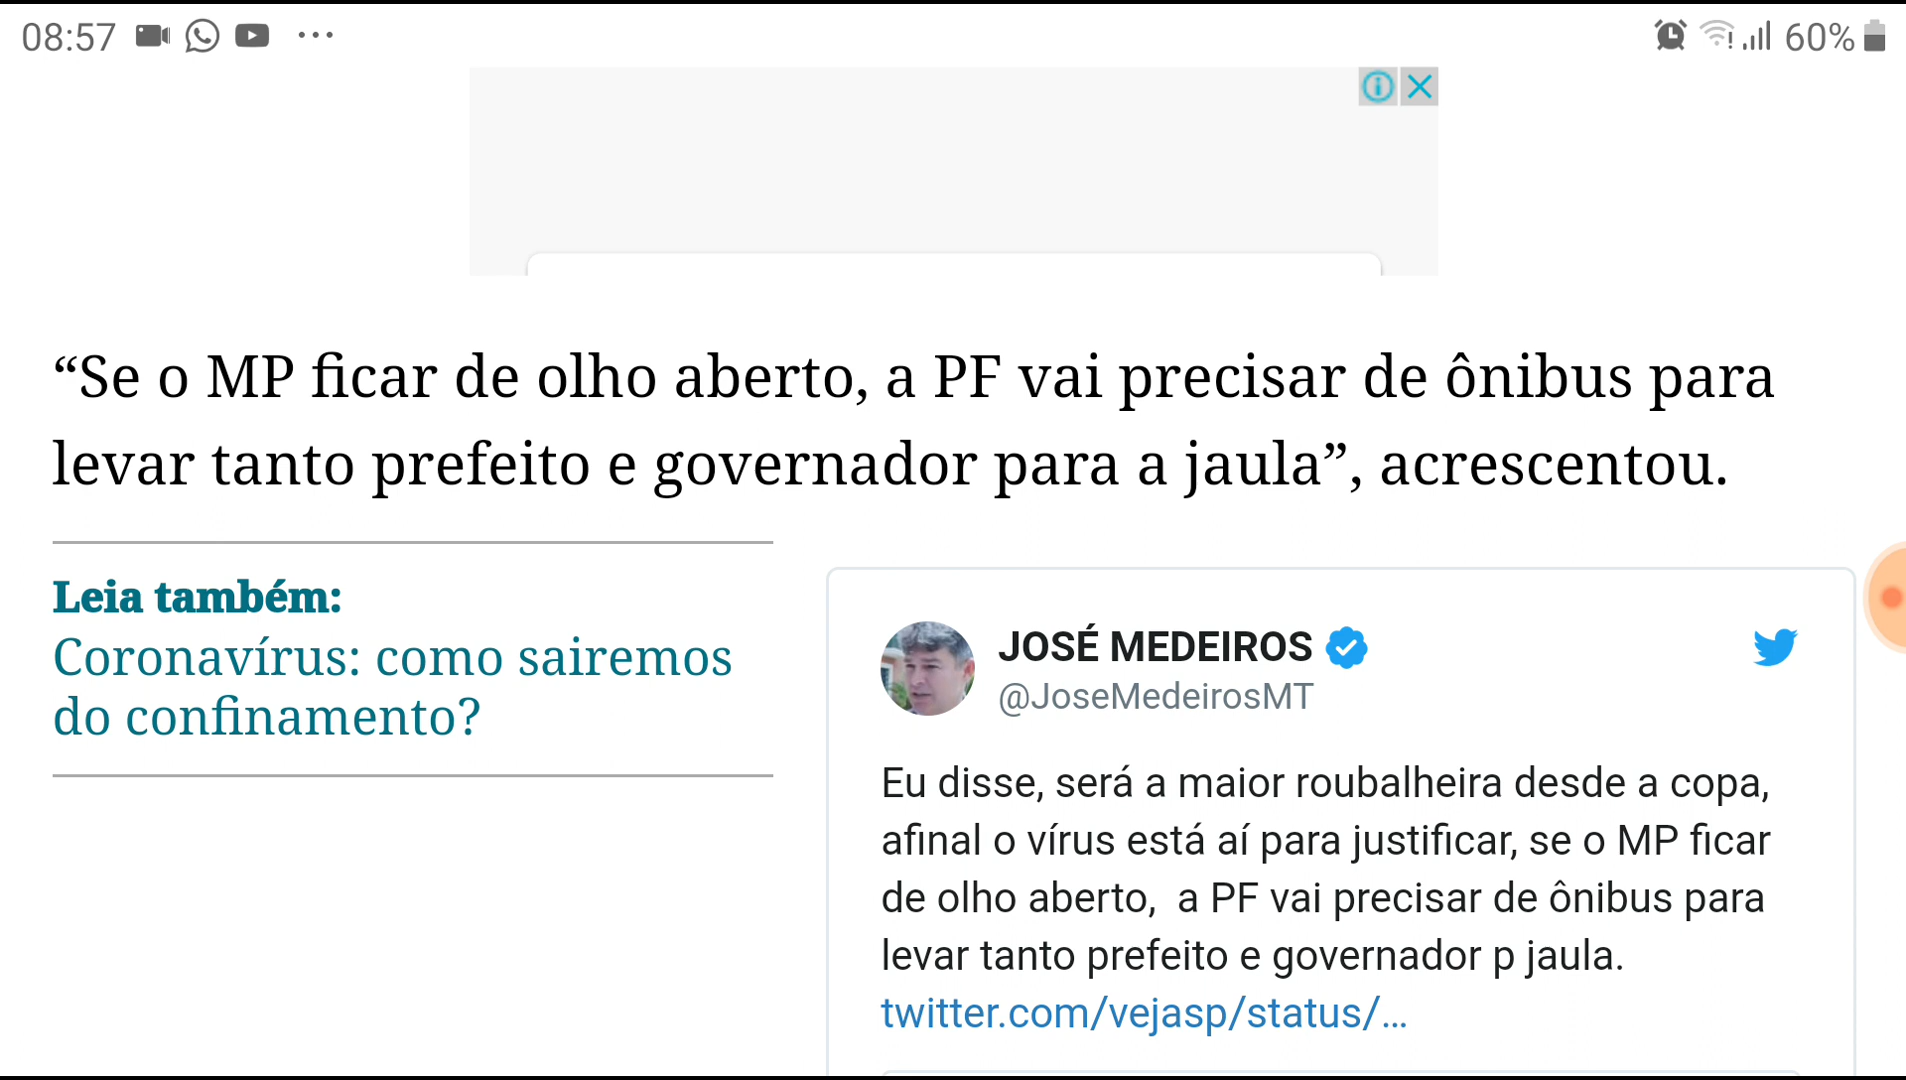 08:57
60%
“Se o MP ficar de olho aberto, a PF vai precisar de ônibus para
levar tanto prefeito e governador para a jaula”, acrescentou.
Leia também:
Coronavírus: como sairemos
do confinamento?
JOSÉ MEDEIROS
@JoseMedeirosMT
Eu disse, será a maior roubalheira desde a copa,
afinal o vírus está aí para justificar, se o MP ficar
de olho aberto,  a PF vai precisar de ônibus para
levar tanto prefeito e governador p jaula.
twitter.com/vejasp/status/…